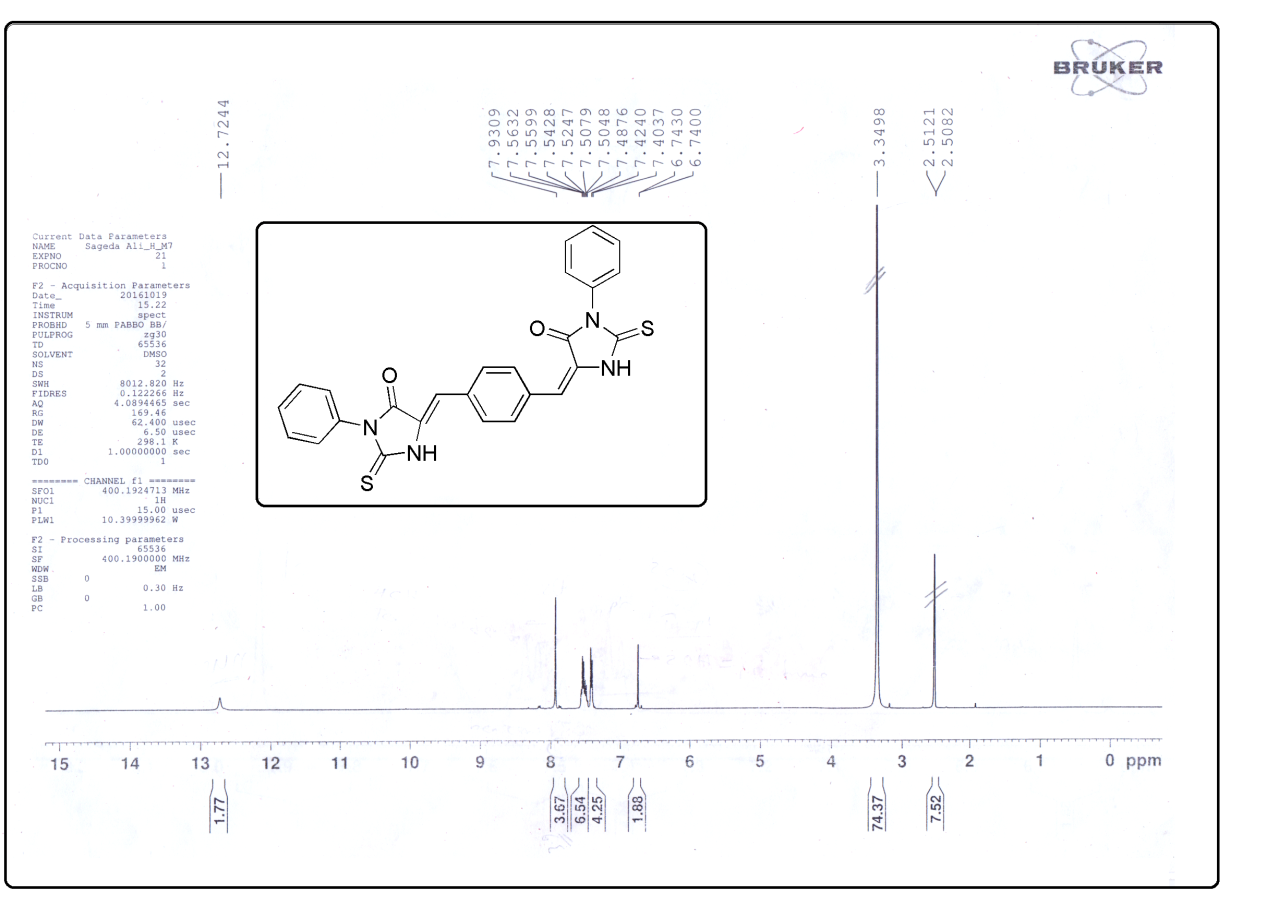 BRUKER
12.7244
7.9309
7.5632
7.5599
7.5428
7.5247
7.5079
7.5048
7.4876
7.4240
7.4037
6.7430
6.7400
3.3498
2.5121
2.5082
Current Data Parameters
NAME Sageda Ali_H_M7
EXPNO 21
PROCNO 1
F2 - Acquisition Parameters
Date_ 20161019
Time 15.22
INSTRUM spect
PROBHD 5 mm PABBO BB/
PULPROG zg30
TD 65536
SOLVENT DMSO
NS 32
DS 2
SWH 8012.820 Hz
FIDRES 0.122266 Hz
AQ 4.0894465 sec
RG 169.46
DW 62.400 usec
DE 6.50 usec
TE 298.1 K
D1 1.00000000 sec
TD0 1
======== CHANNEL f1 ========
SFO1 400.1924713 MHz
NUC1 1H
P1 15.00 usec
PLW1 10.39999962 W
F2 - Processing parameters
SI 65536
SF 400.1900000 MHz
WDW EM
SSB 0
LB 0.30 Hz
GB 0
PC 1.00
O
N
S
NH
O
N
NH
S
15 14 13 12 11 10 9 8 7 6 5 4 3 2 1 0 ppm
1.77
3.67
6.54
4.25
1.88
74.37
7.52